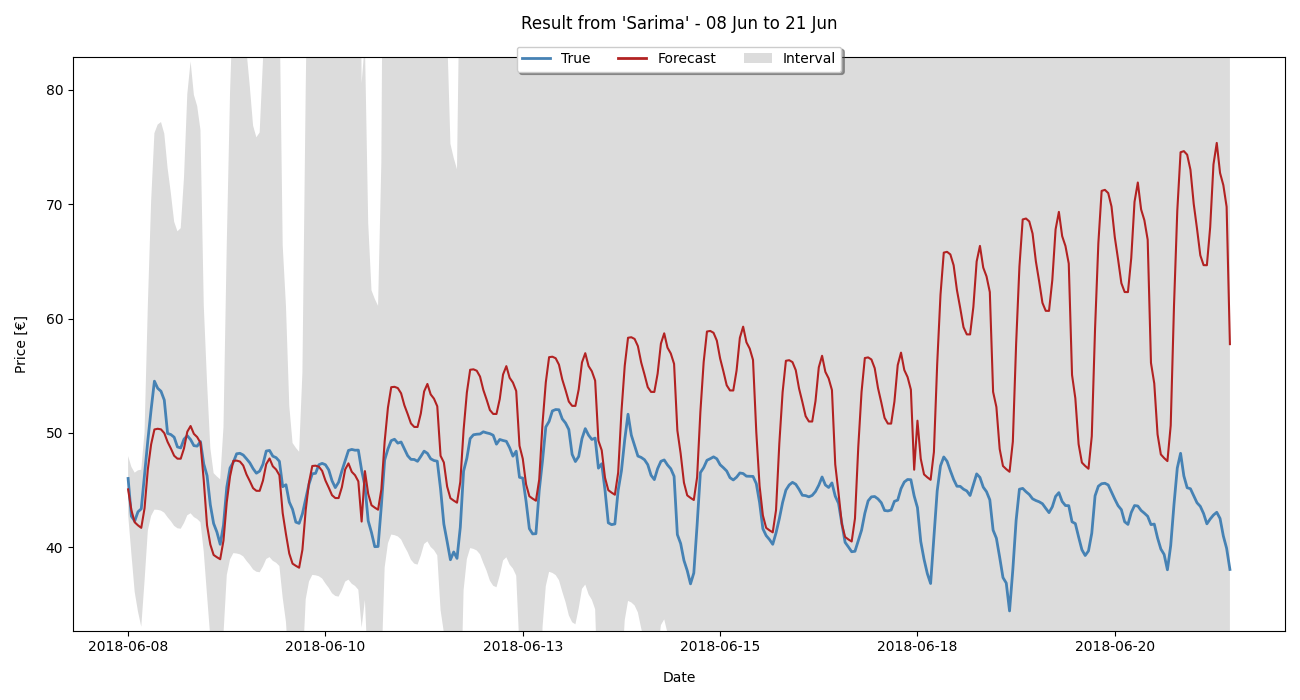 Result from 'Sarima' - 08 Jun to 21 Jun
True Forecast Interval
80
70
60
50
40
Price [€]
2018-06-08 2018-06-10 2018-06-13 2018-06-15 2018-06-18 2018-06-20
Date